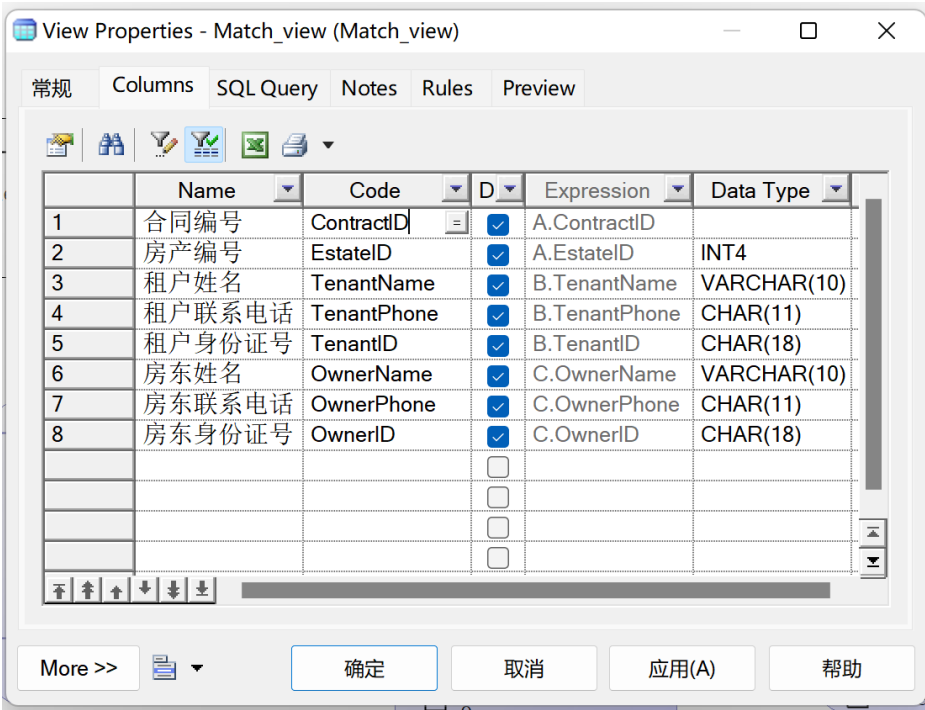 View Properties - Match_view (Match_view)
常规 Columns SQL Query Notes Rules Preview
Name Code D Expression Data Type
1 合同编号 ContractID = A.ContractID
2 房产编号 EstateID A.EstateID INT4
3 租户姓名 TenantName B.TenantName VARCHAR(10)
4 租户联系电话 TenantPhone B.TenantPhone CHAR(11)
5 租户身份证号 TenantID B.TenantID CHAR(18)
6 房东姓名 OwnerName C.OwnerName VARCHAR(10)
7 房东联系电话 OwnerPhone C.OwnerPhone CHAR(11)
8 房东身份证号 OwnerID C.OwnerID CHAR(18)
More >> 确定 取消 应用(A) 帮助